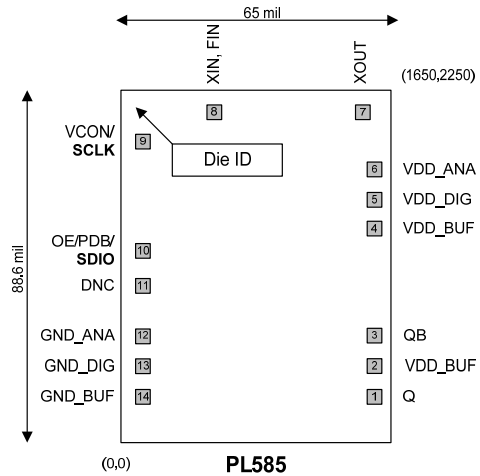 65 mil
XIN, FIN
XOUT
(1650,2250)
8
7
VCON/
SCLK
9
Die ID
6
VDD_ANA
5
VDD_DIG
4
VDD_BUF
OE/PDB/
SDIO
10
DNC
11
88.6 mil
GND_ANA
12
3
QB
GND_DIG
13
2
VDD_BUF
GND_BUF
14
1
Q
(0,0)
PL585